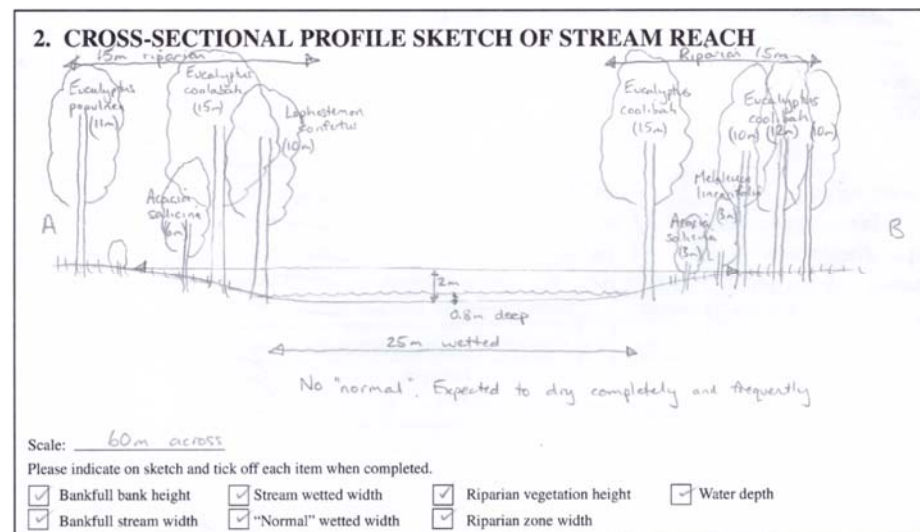 2. CROSS-SECTIONAL PROFILE SKETCH OF STREAM REACH
15m riparian
Riparian 15m
Eucalyptus
populnea
(11m)
Eucalyptus
coolabah
(15m)
Lophostemon
confertus
(10m)
Acacia
salicina
(6m)
Eucalyptus
coolibah
(15m)
Eucalyptus
coolibah
(10m) (12m) (10m)
Melaleuca
linearifolia
(3m)
Acacia
salicina
(3m)
A
B
2m
0.8m deep
25m wetted
No "normal". Expected to dry completely and frequently
Scale: 60m across
Please indicate on sketch and tick off each item when completed.
Bankfull bank height Stream wetted width Riparian vegetation height Water depth
Bankfull stream width "Normal" wetted width Riparian zone width